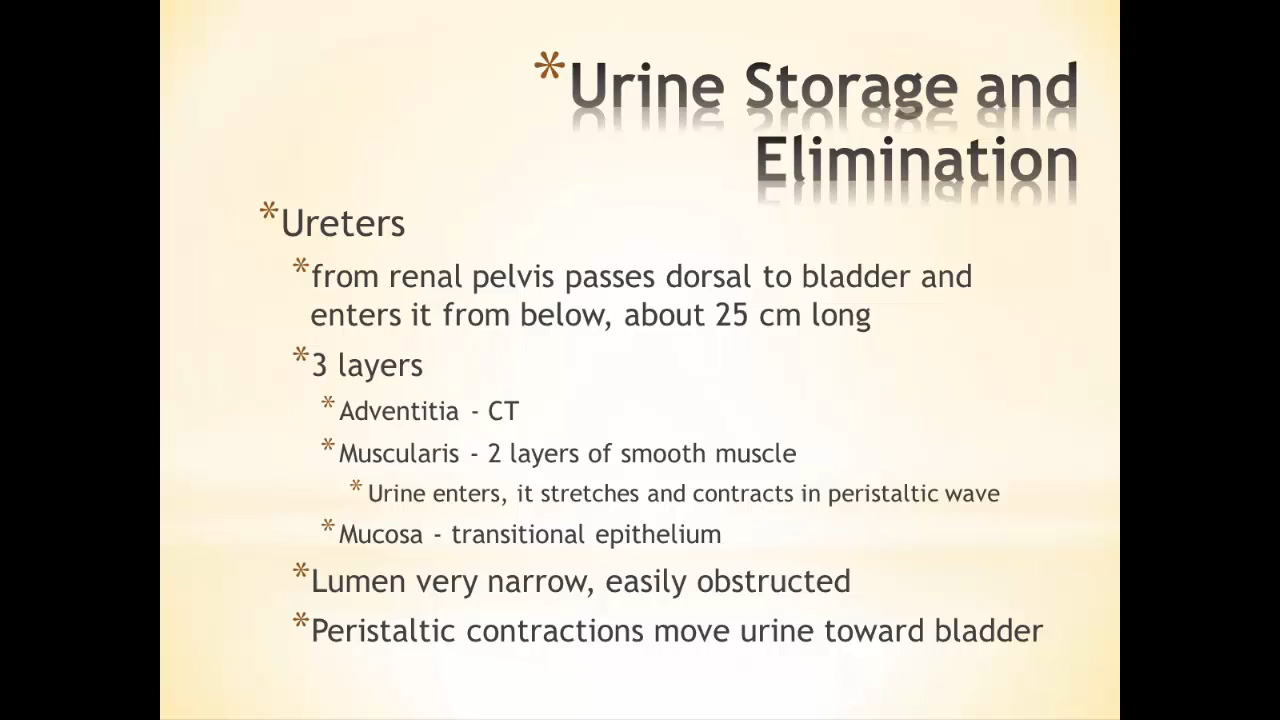 *Urine Storage and
Elimination
*Ureters
*from renal pelvis passes dorsal to bladder and
enters it from below, about 25 cm long
*3 layers
*Adventitia - CT
*Muscularis - 2 layers of smooth muscle
*Urine enters, it stretches and contracts in peristaltic wave
*Mucosa - transitional epithelium
*Lumen very narrow, easily obstructed
*Peristaltic contractions move urine toward bladder